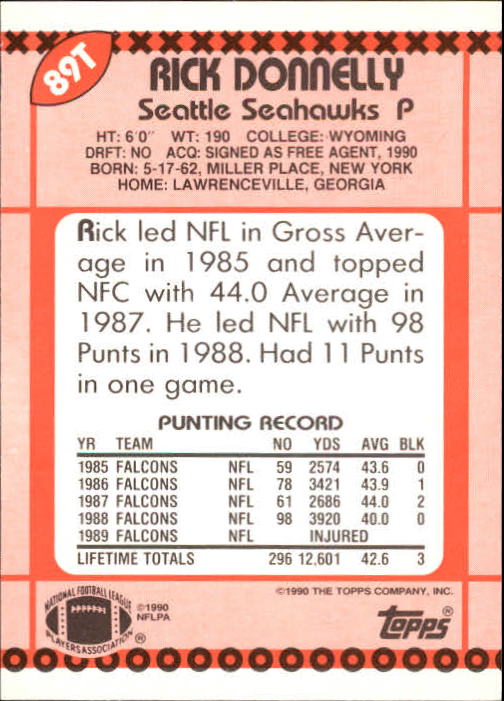 89T
RICK DONNELLY
Seattle Seahawks P
HT: 6'0" WT: 190 COLLEGE: WYOMING
DRFT: NO ACQ: SIGNED AS FREE AGENT, 1990
BORN: 5-17-62, MILLER PLACE, NEW YORK
HOME: LAWRENCEVILLE, GEORGIA
Rick led NFL in Gross Aver-
age in 1985 and topped
NFC with 44.0 Average in
1987. He led NFL with 98
Punts in 1988. Had 11 Punts
in one game.
PUNTING RECORD
YR TEAM NO YDS AVG BLK
1985 FALCONS NFL 59 2574 43.6 0
1986 FALCONS NFL 78 3421 43.9 1
1987 FALCONS NFL 61 2686 44.0 2
1988 FALCONS NFL 98 3920 40.0 0
1989 FALCONS NFL INJURED
LIFETIME TOTALS 296 12,601 42.6 3
©1990 THE TOPPS COMPANY, INC.
NATIONAL FOOTBALL LEAGUE
PLAYERS ASSOCIATION ®
©1990
NFLPA
topps®